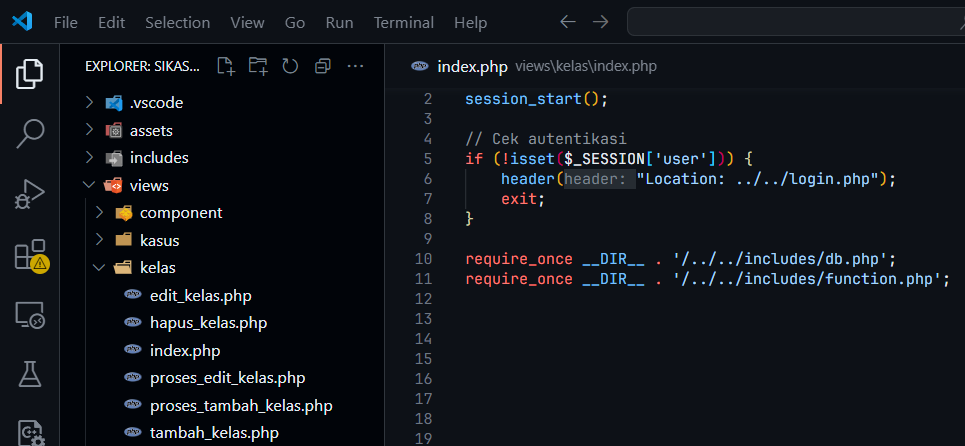 File Edit Selection View Go Run Terminal Help
EXPLORER: SIKAS...
index.php views\kelas\index.php
.vscode
assets
includes
views
component
kasus
kelas
edit_kelas.php
hapus_kelas.php
index.php
proses_edit_kelas.php
proses_tambah_kelas.php
tambah_kelas.php
2 session_start();
3
4 // Cek autentikasi
5 if (!isset($_SESSION['user'])) {
6 header(header: "Location: ../../login.php");
7 exit;
8 }
9
10 require_once __DIR__ . '/../../includes/db.php';
11 require_once __DIR__ . '/../../includes/function.php';
12
13
14
15
16
17
18
19